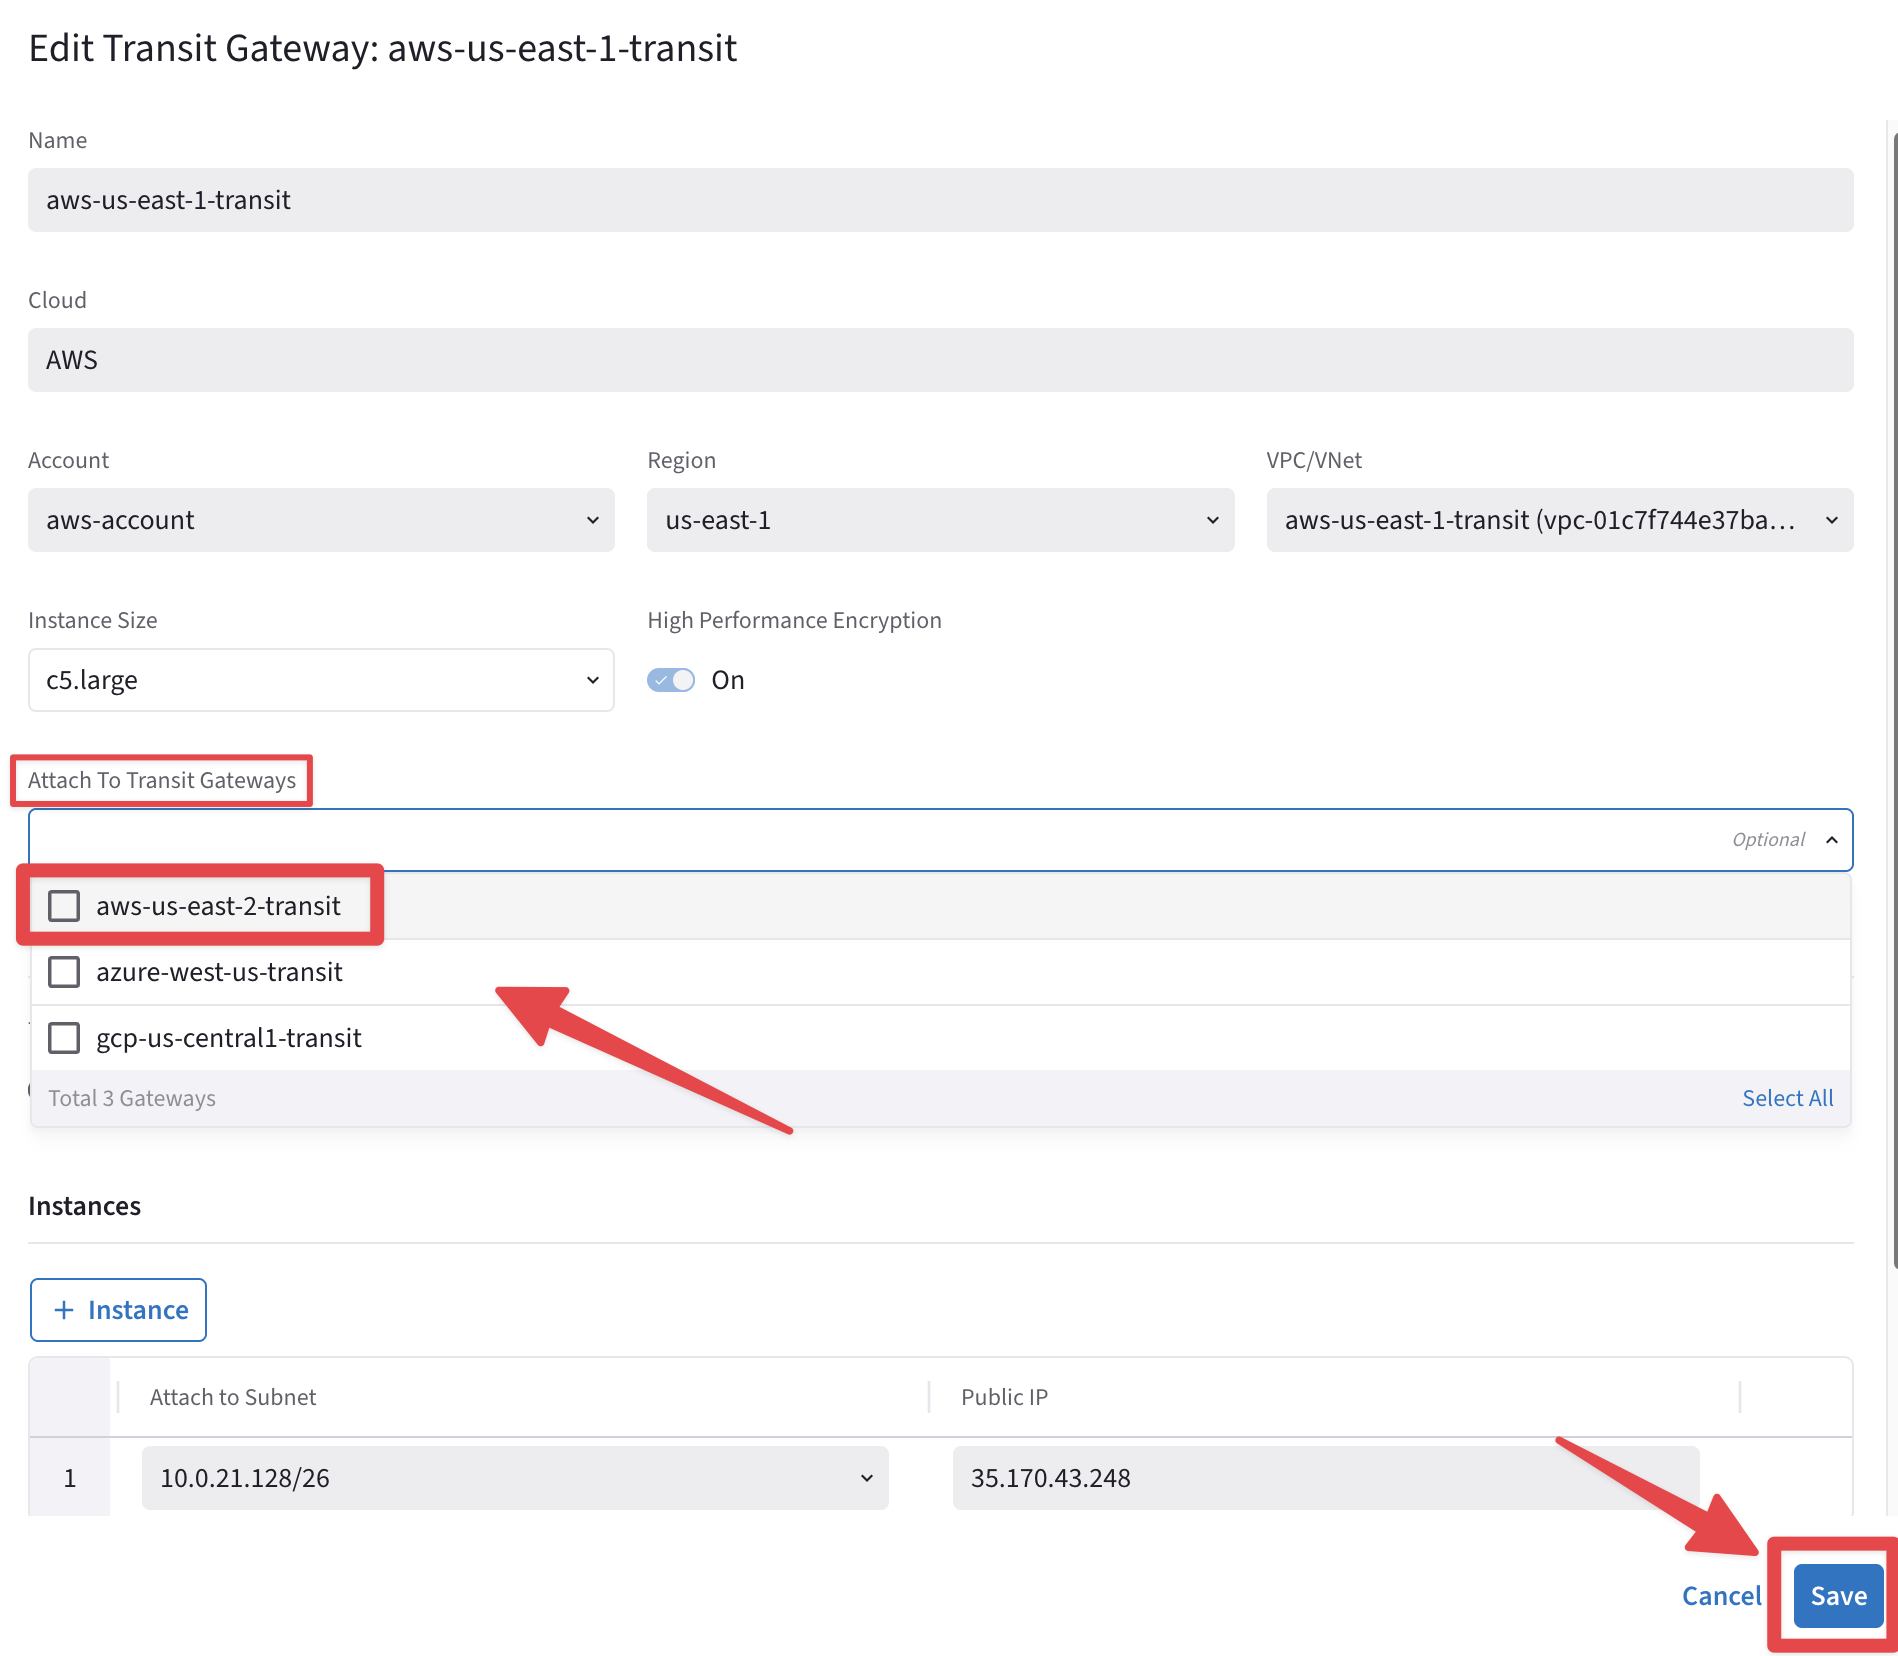 Edit Transit Gateway: aws-us-east-1-transit
Name
aws-us-east-1-transit
Cloud
AWS
Account Region VPC/VNet
aws-account us-east-1 aws-us-east-1-transit (vpc-01c7f744e37ba...
Instance Size High Performance Encryption
c5.large On
Attach To Transit Gateways
Optional
aws-us-east-2-transit
azure-west-us-transit
gcp-us-central1-transit
Total 3 Gateways Select All
Instances
+ Instance
Attach to Subnet Public IP
1 10.0.21.128/26 35.170.43.248
Cancel Save